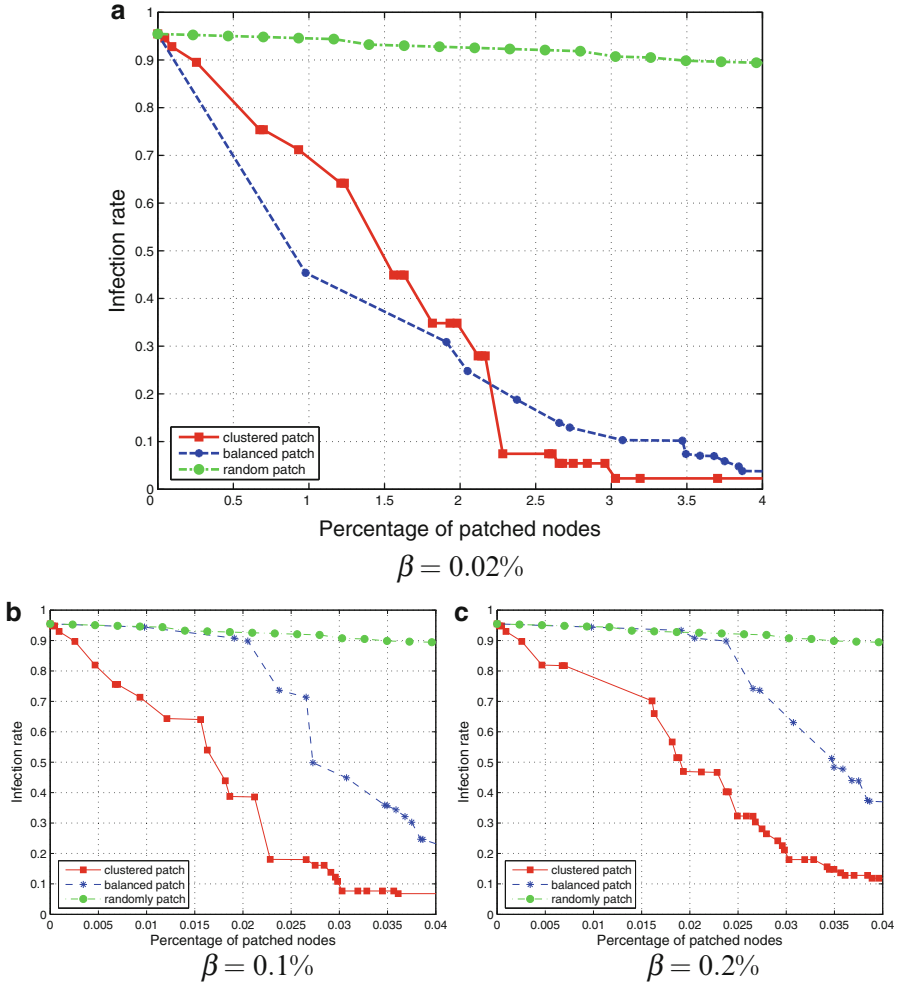 a
1
0.9
0.8
0.7
0.6
0.5
0.4
0.3
0.2
0.1
0
Infection rate
clustered patch
balanced patch
random patch
0 0.5 1 1.5 2 2.5 3 3.5 4
Percentage of patched nodes
β = 0.02%
b
1
0.9
0.8
0.7
0.6
0.5
0.4
0.3
0.2
0.1
0
Infection rate
clustered patch
balanced patch
randomly patch
0 0.005 0.01 0.015 0.02 0.025 0.03 0.035 0.04
Percentage of patched nodes
β = 0.1%
c
1
0.9
0.8
0.7
0.6
0.5
0.4
0.3
0.2
0.1
0
Infection rate
clustered patch
balanced patch
randomly patch
0 0.005 0.01 0.015 0.02 0.025 0.03 0.035 0.04
Percentage of patched nodes
β = 0.2%